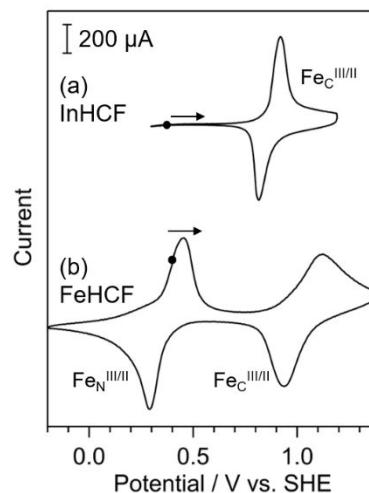 200 μA
(a)
InHCF
Fe_C^III/II
(b)
FeHCF
Fe_N^III/II
Fe_C^III/II
Current
0.0 0.5 1.0
Potential / V vs. SHE